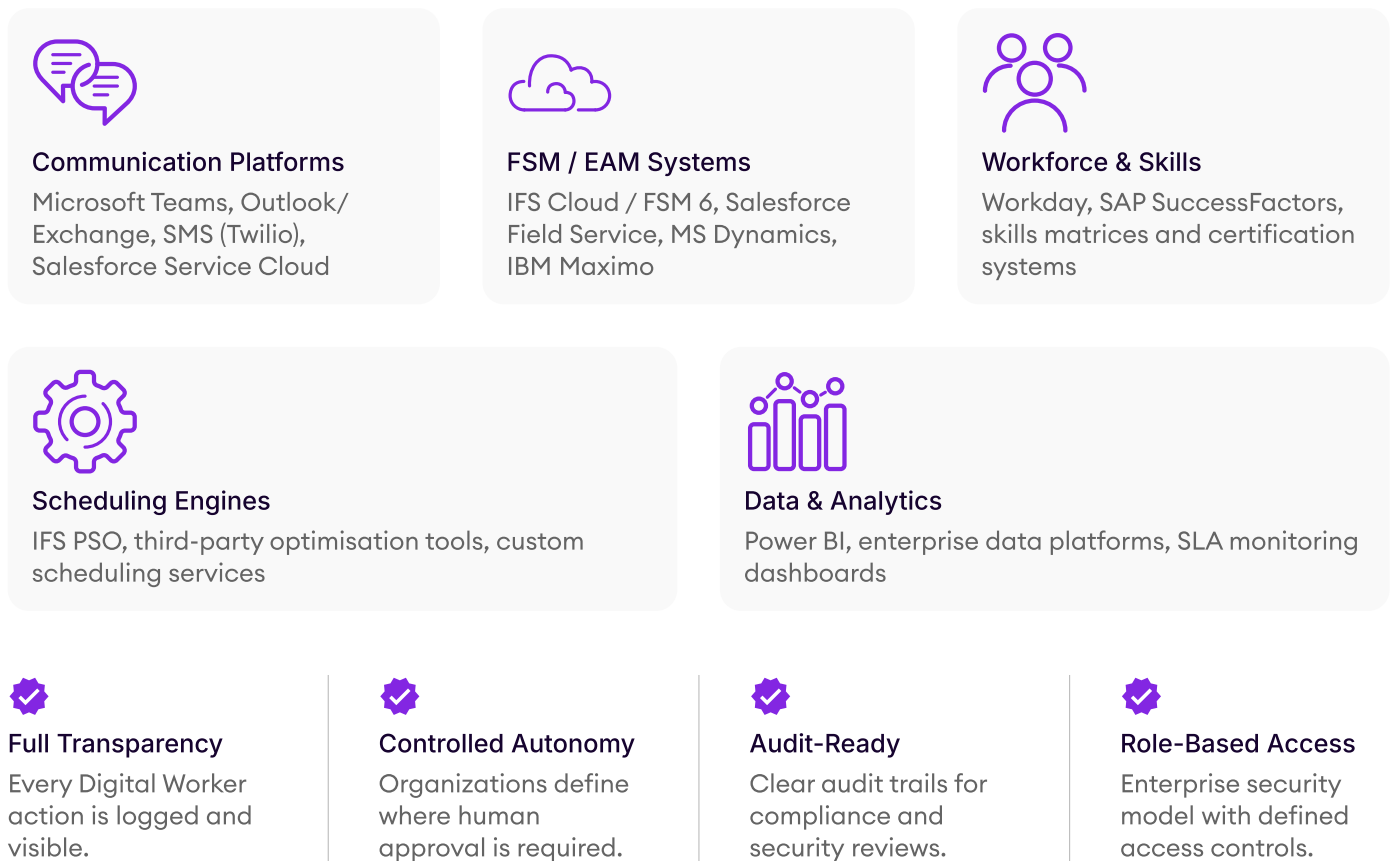 Communication Platforms
Microsoft Teams, Outlook/
Exchange, SMS (Twilio),
Salesforce Service Cloud
FSM / EAM Systems
IFS Cloud / FSM 6, Salesforce
Field Service, MS Dynamics,
IBM Maximo
Workforce & Skills
Workday, SAP SuccessFactors,
skills matrices and certification
systems
Scheduling Engines
IFS PSO, third-party optimisation tools, custom
scheduling services
Data & Analytics
Power BI, enterprise data platforms, SLA monitoring
dashboards
Full Transparency
Every Digital Worker
action is logged and
visible.
Controlled Autonomy
Organizations define
where human
approval is required.
Audit-Ready
Clear audit trails for
compliance and
security reviews.
Role-Based Access
Enterprise security
model with defined
access controls.